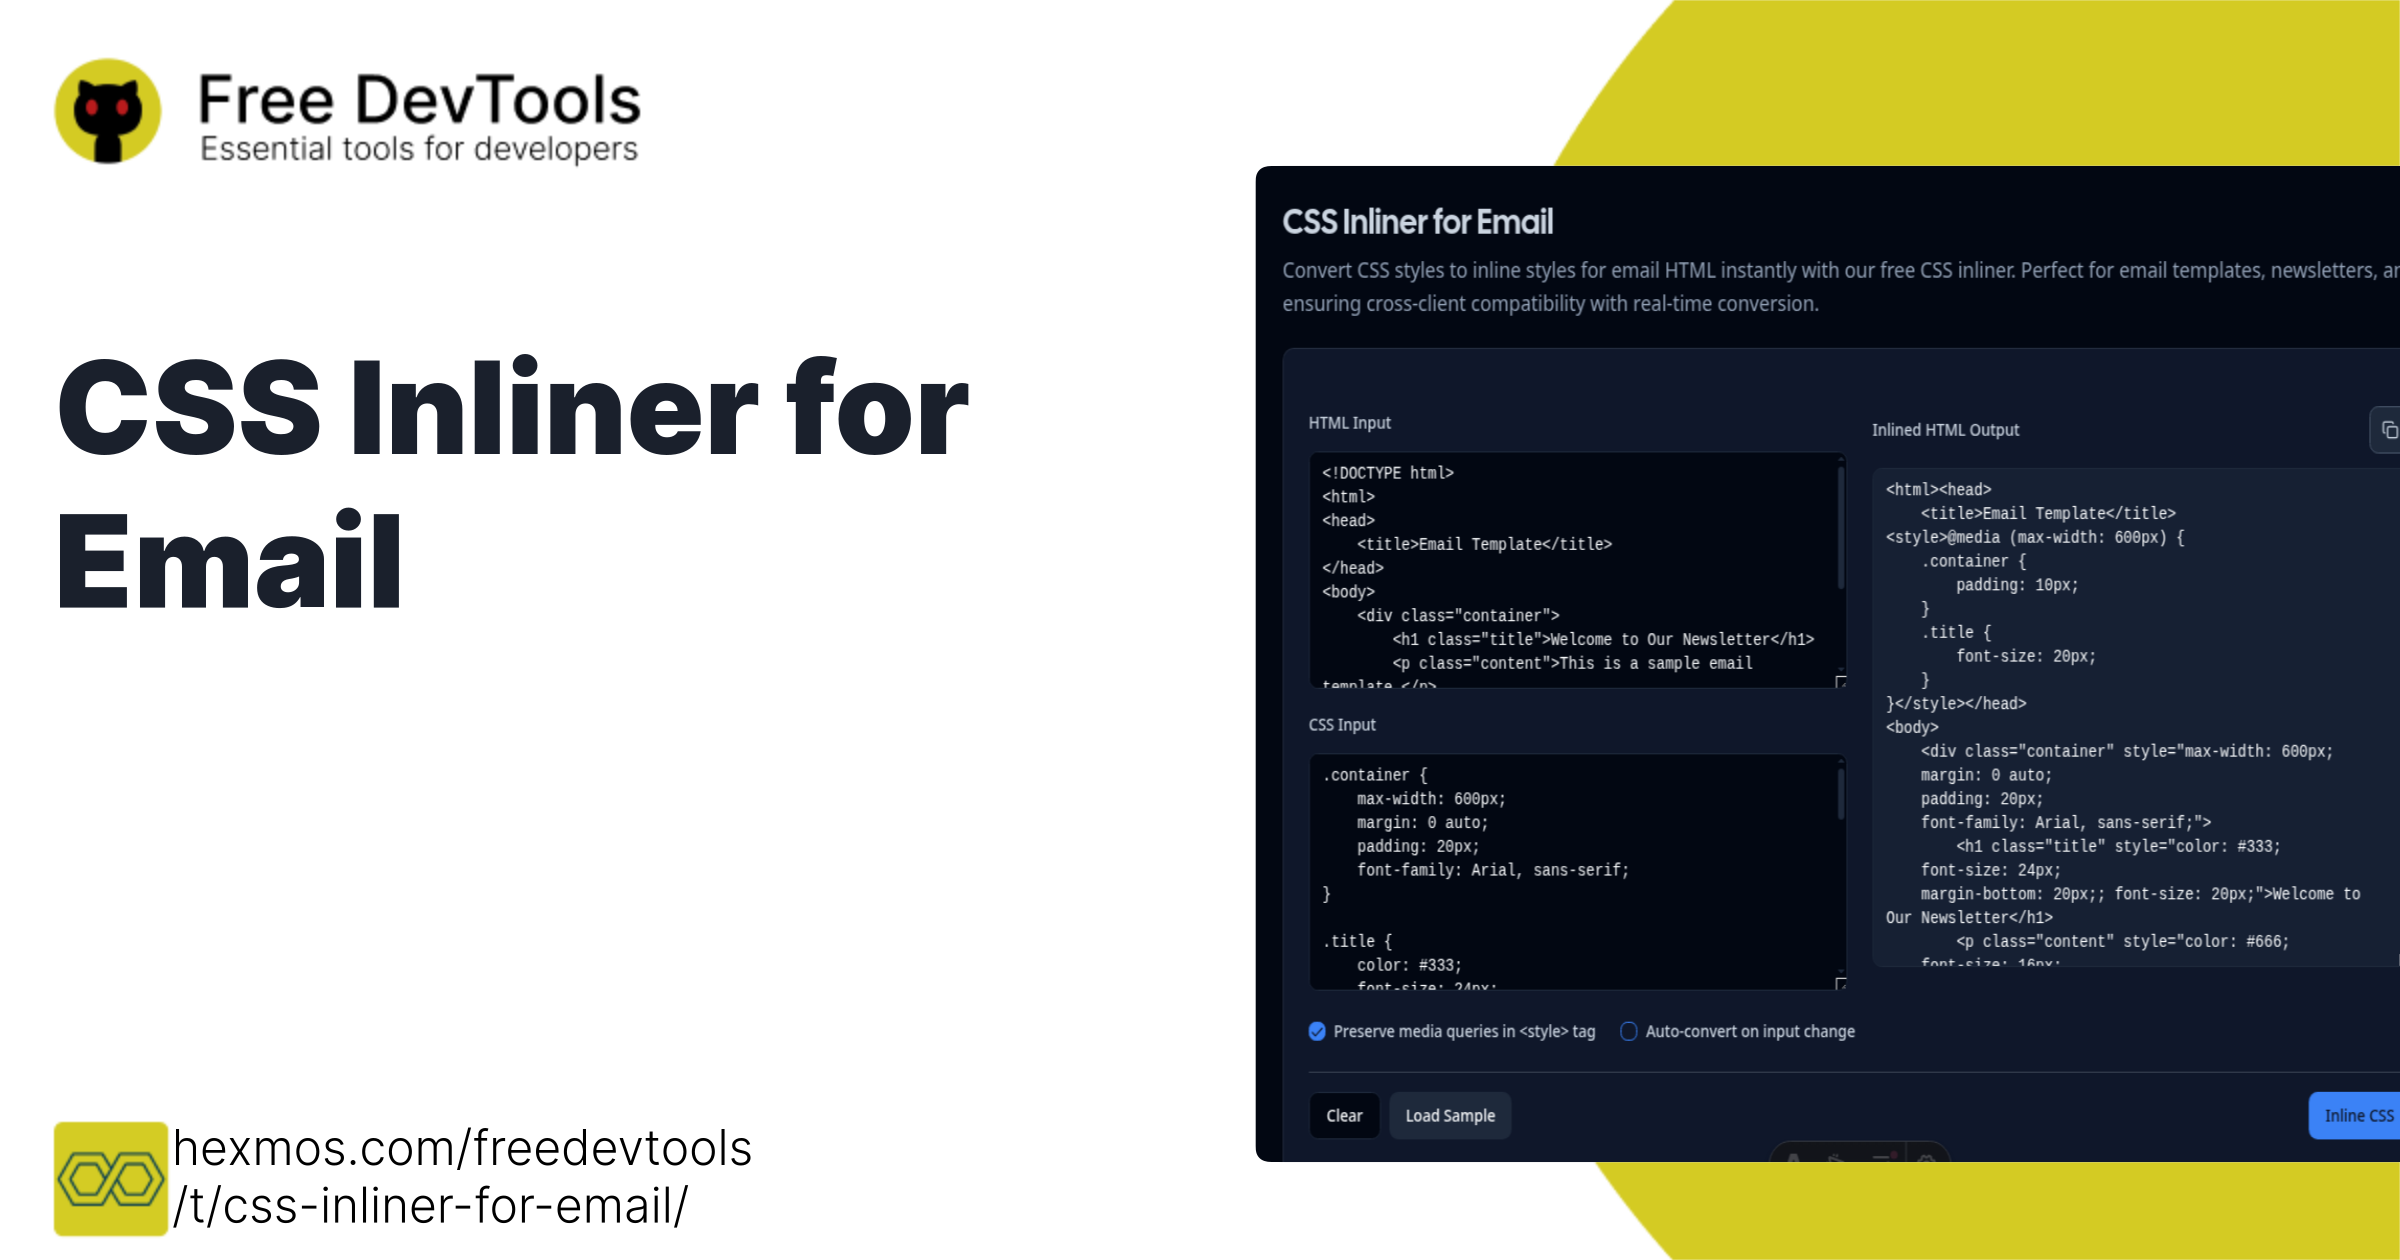 Free DevTools
Essential tools for developers
CSS Inliner for
Email
hexmos.com/freedevtools
/t/css-inliner-for-email/
CSS Inliner for Email
Convert CSS styles to inline styles for email HTML instantly with our free CSS inliner. Perfect for email templates, newsletters,
ensuring cross-client compatibility with real-time conversion.
HTML Input
<!DOCTYPE html>
<html>
<head>
    <title>Email Template</title>
</head>
<body>
    <div class="container">
        <h1 class="title">Welcome to Our Newsletter</h1>
        <p class="content">This is a sample email
template.</p>
CSS Input
.container {
    max-width: 600px;
    margin: 0 auto;
    padding: 20px;
    font-family: Arial, sans-serif;
}
.title {
    color: #333;
    font-size: 24px;
Preserve media queries in <style> tag
Auto-convert on input change
Clear
Load Sample
Inlined HTML Output
<html><head>
    <title>Email Template</title>
<style>@media (max-width: 600px) {
    .container {
        padding: 10px;
    }
    .title {
        font-size: 20px;
    }
}</style></head>
<body>
    <div class="container" style="max-width: 600px;
    margin: 0 auto;
    padding: 20px;
    font-family: Arial, sans-serif;">
        <h1 class="title" style="color: #333;
    font-size: 24px;
    margin-bottom: 20px;; font-size: 20px;">Welcome to
Our Newsletter</h1>
        <p class="content" style="color: #666;
    font-size: 16px;
Inline CSS